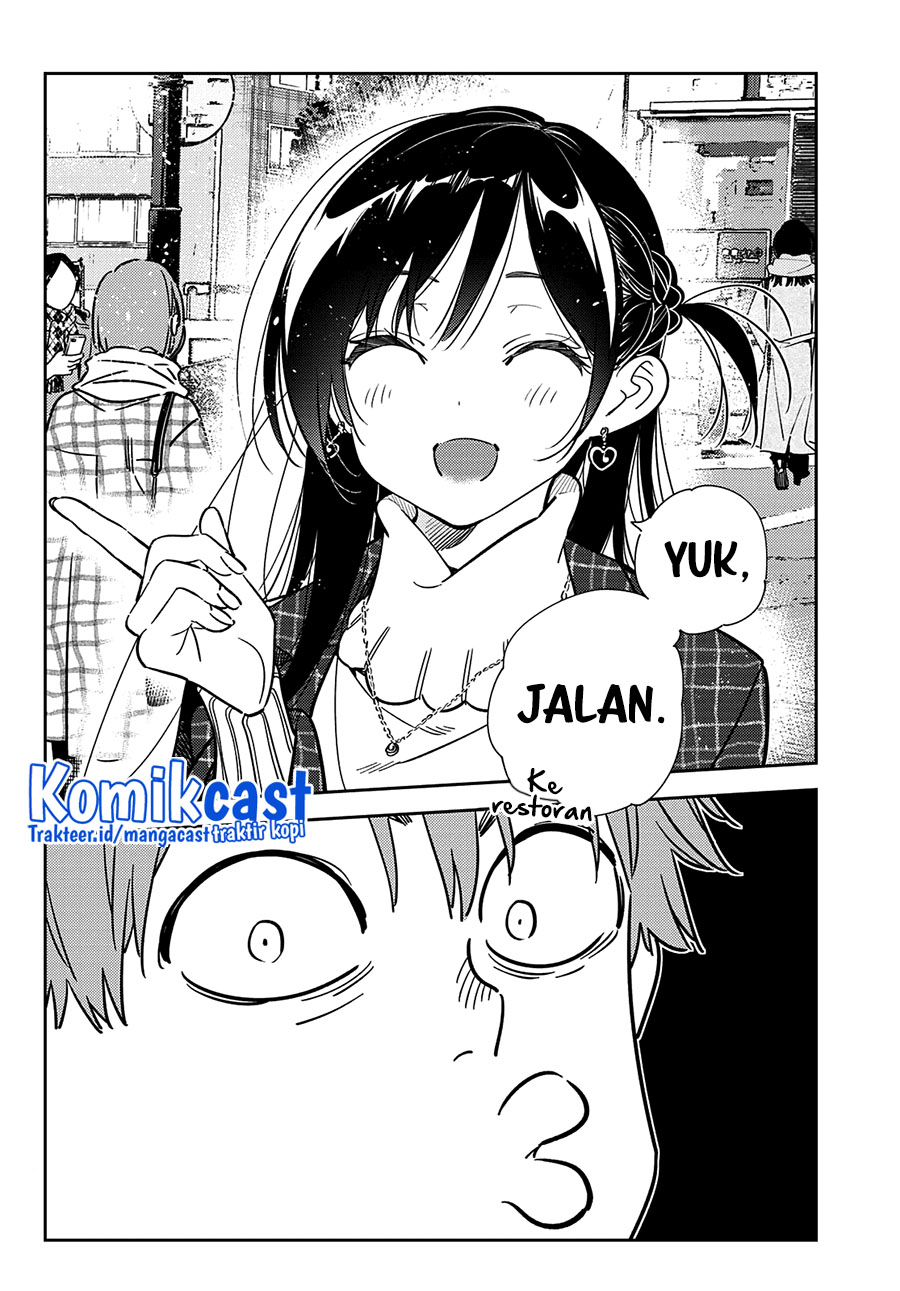 YUK,
JALAN.
Ke
restoran
Komikcast
Trakteer.id/mangacast traktir kopi